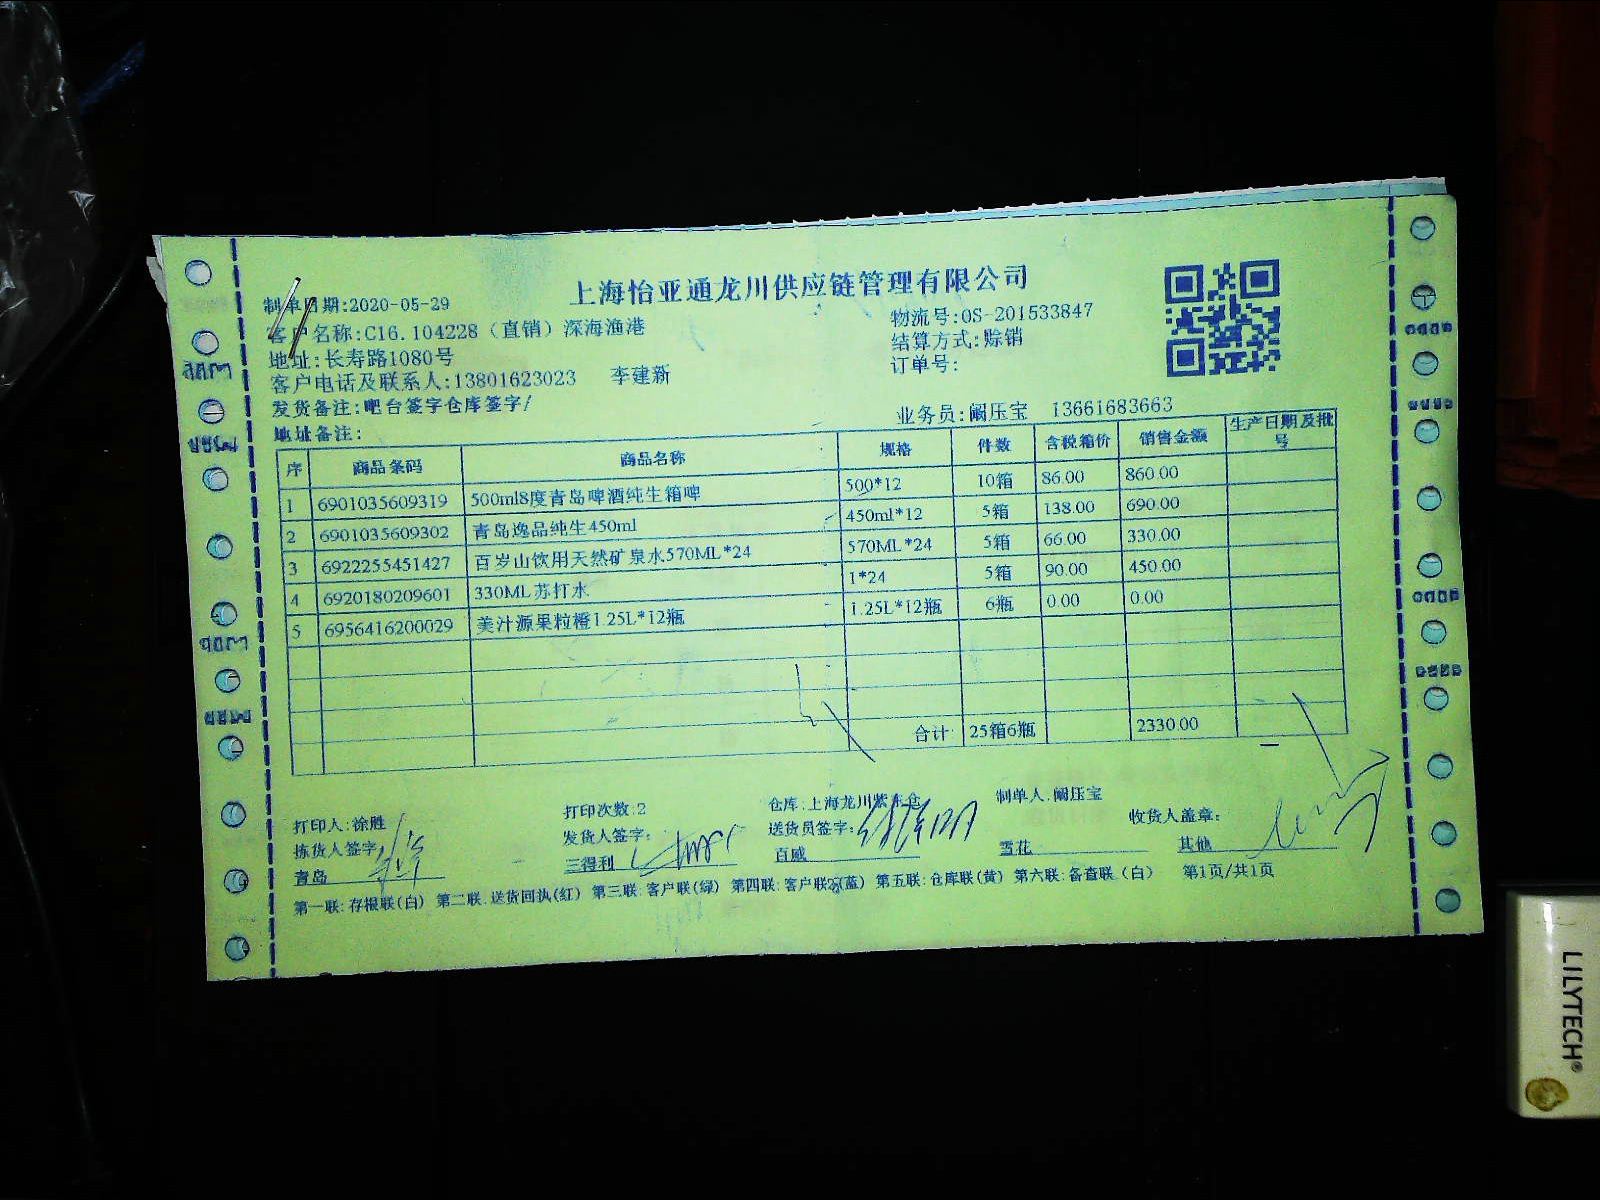 上海怡亚通龙川供应链管理有限公司
制单日期:2020-05-29
物流号:OS-201533847
客户名称:C16.104228（直销）深海渔港
结算方式:赊销
地址:长寿路1080号
订单号:
客户电话及联系人:13801623023 李建新
发货备注:吧台签字仓库签字/
业务员:阚压宝 13661683663
地址备注:
序 商品条码 商品名称 规格 件数 含税箱价 销售金额 生产日期及批号
1 6901035609319 500ml8度青岛啤酒纯生箱啤 500*12 10箱 86.00 860.00
2 6901035609302 青岛逸品纯生450ml 450ml*12 5箱 138.00 690.00
3 6922255451427 百岁山饮用天然矿泉水570ML*24 570ML*24 5箱 66.00 330.00
4 6920180209601 330ML苏打水 1*24 5箱 90.00 450.00
5 6956416200029 美汁源果粒橙1.25L*12瓶 1.25L*12瓶 6瓶 0.00 0.00
合计 25箱6瓶 2330.00
打印人:徐胜 打印次数:2 仓库:上海龙川紫东仓 制单人:阚压宝
拣货人签字: 发货人签字: 送货员签字: 收货人盖章:
青岛 三得利 百威 雪花 其他
第一联:存根联(白) 第二联:送货回执(红) 第三联:客户联(绿) 第四联:客户联2(蓝) 第五联:仓库联(黄) 第六联:备查联(白) 第1页/共1页
LILYTECH®